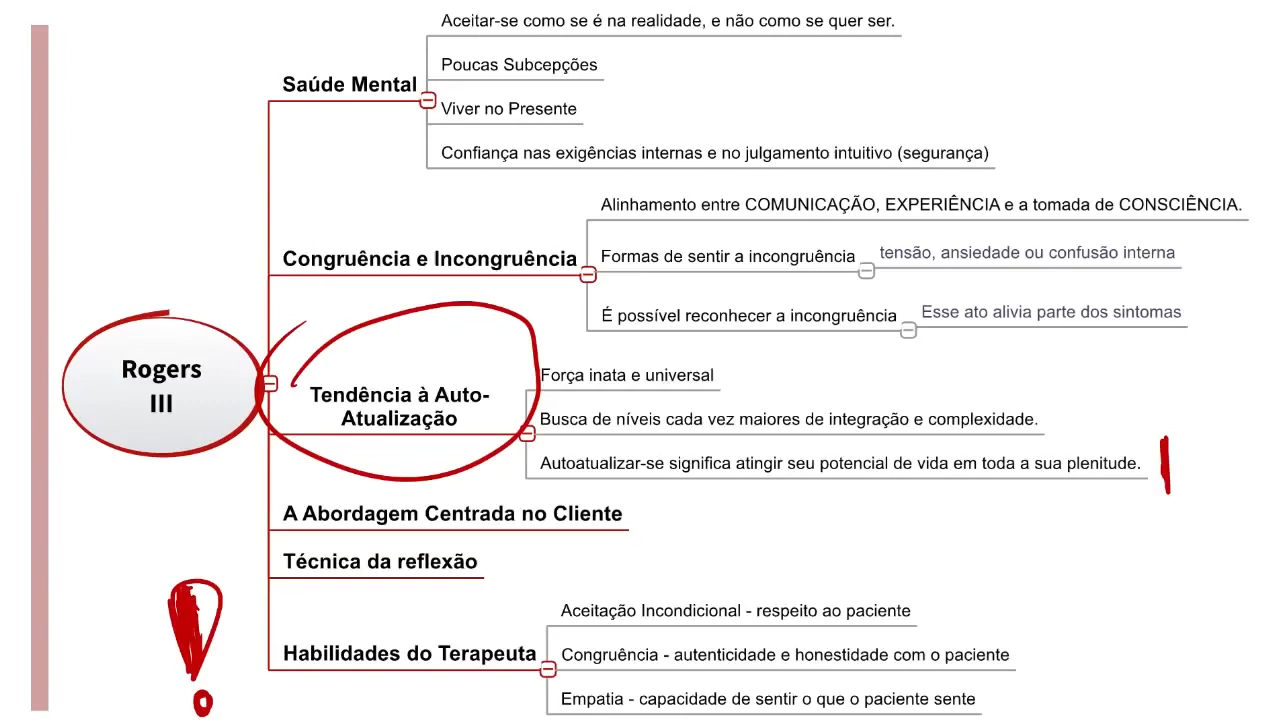 Rogers
III
Saúde Mental
Aceitar-se como se é na realidade, e não como se quer ser.
Poucas Subcepções
Viver no Presente
Confiança nas exigências internas e no julgamento intuitivo (segurança)
Congruência e Incongruência
Alinhamento entre COMUNICAÇÃO, EXPERIÊNCIA e a tomada de CONSCIÊNCIA.
Formas de sentir a incongruência
tensão, ansiedade ou confusão interna
É possível reconhecer a incongruência
Esse ato alivia parte dos sintomas
Tendência à Auto-
Atualização
Força inata e universal
Busca de níveis cada vez maiores de integração e complexidade.
Autoatualizar-se significa atingir seu potencial de vida em toda a sua plenitude.
A Abordagem Centrada no Cliente
Técnica da reflexão
Habilidades do Terapeuta
Aceitação Incondicional - respeito ao paciente
Congruência - autenticidade e honestidade com o paciente
Empatia - capacidade de sentir o que o paciente sente